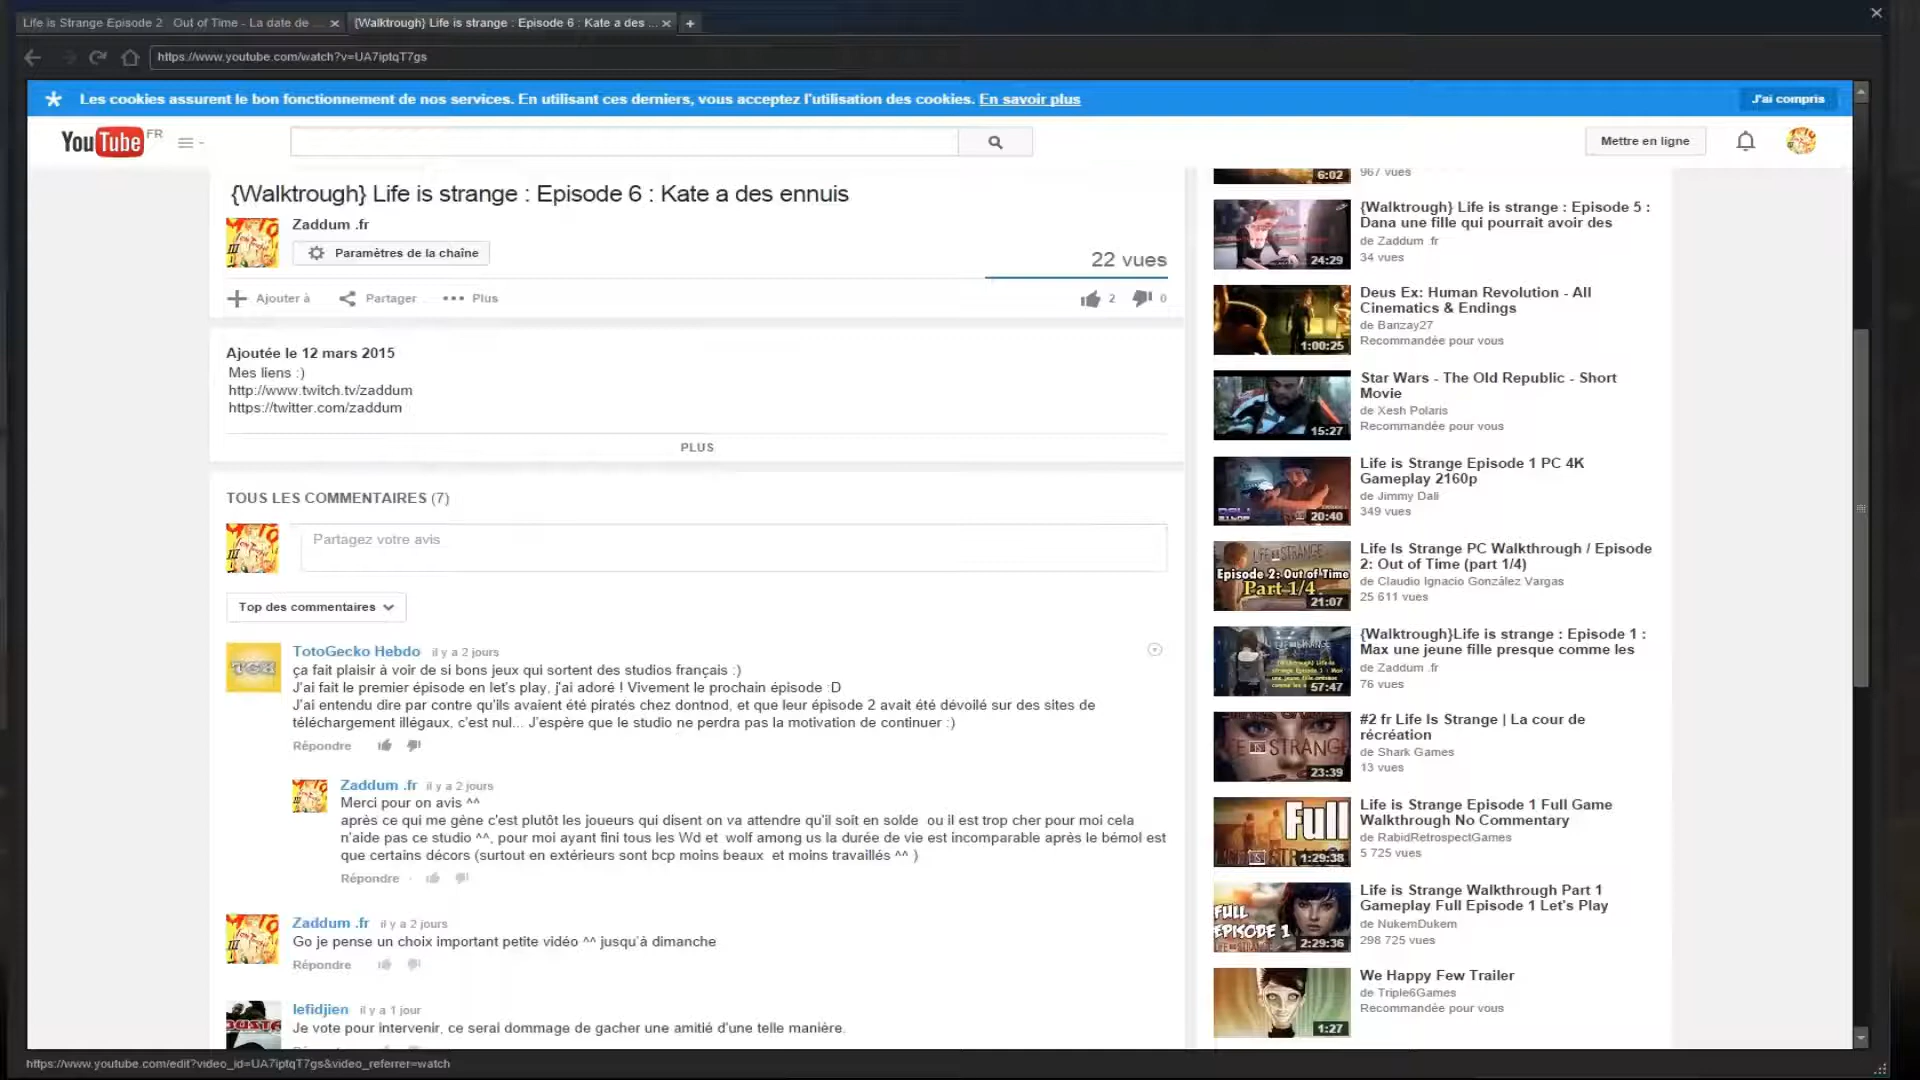 Life is Strange Episode 2 Out of Time - La date de ...
{Walktrough} Life is strange : Episode 6 : Kate a des ...
https://www.youtube.com/watch?v=UA7iptqT7gs
Les cookies assurent le bon fonctionnement de nos services. En utilisant ces derniers, vous acceptez l'utilisation des cookies. En savoir plus
J'ai compris
YouTube FR
Mettre en ligne
{Walktrough} Life is strange : Episode 6 : Kate a des ennuis
Zaddum .fr
Paramètres de la chaîne
22 vues
Ajouter à
Partager
Plus
2
0
Ajoutée le 12 mars 2015
Mes liens :)
http://www.twitch.tv/zaddum
https://twitter.com/zaddum
PLUS
TOUS LES COMMENTAIRES (7)
Partagez votre avis
Top des commentaires
TotoGecko Hebdo il y a 2 jours
ça fait plaisir à voir de si bons jeux qui sortent des studios français :)
J'ai fait le premier épisode en let's play, j'ai adoré ! Vivement le prochain épisode :D
J'ai entendu dire par contre qu'ils avaient été piratés chez dontnod, et que leur épisode 2 avait été dévoilé sur des sites de
téléchargement illégaux, c'est nul... J'espère que le studio ne perdra pas la motivation de continuer :)
Répondre
Zaddum .fr il y a 2 jours
Merci pour on avis ^^
après ce qui me gène c'est plutôt les joueurs qui disent on va attendre qu'il soit en solde ou il est trop cher pour moi cela
n'aide pas ce studio ^^, pour moi ayant fini tous les Wd et wolf among us la durée de vie est incomparable après le bémol est
que certains décors (surtout en extérieurs sont bcp moins beaux et moins travaillés ^^ )
Répondre
Zaddum .fr il y a 2 jours
Go je pense un choix important petite vidéo ^^ jusqu'à dimanche
Répondre
lefidjien il y a 1 jour
Je vote pour intervenir, ce serai dommage de gacher une amitié d'une telle manière.
6:02
967 vues
{Walktrough} Life is strange : Episode 5 :
Dana une fille qui pourrait avoir des
de Zaddum .fr
34 vues
24:29
Deus Ex: Human Revolution - All
Cinematics & Endings
de Banzay27
Recommandée pour vous
1:00:25
Star Wars - The Old Republic - Short
Movie
de Xesh Polaris
Recommandée pour vous
15:27
Life is Strange Episode 1 PC 4K
Gameplay 2160p
de Jimmy Dali
349 vues
20:40
Life Is Strange PC Walkthrough / Episode
2: Out of Time (part 1/4)
de Claudio Ignacio González Vargas
25 611 vues
Episode 2: Out of Time
Part 1/4
21:07
{Walktrough}Life is strange : Episode 1 :
Max une jeune fille presque comme les
de Zaddum .fr
76 vues
57:47
#2 fr Life Is Strange | La cour de
récréation
de Shark Games
13 vues
23:39
Life is Strange Episode 1 Full Game
Walkthrough No Commentary
de RabidRetrospectGames
5 725 vues
Full
1:29:38
Life is Strange Walkthrough Part 1
Gameplay Full Episode 1 Let's Play
de NukemDukem
298 725 vues
FULL
EPISODE 1
2:29:36
We Happy Few Trailer
de Triple6Games
Recommandée pour vous
1:27
https://www.youtube.com/edit?video_id=UA7iptqT7gs&video_referrer=watch